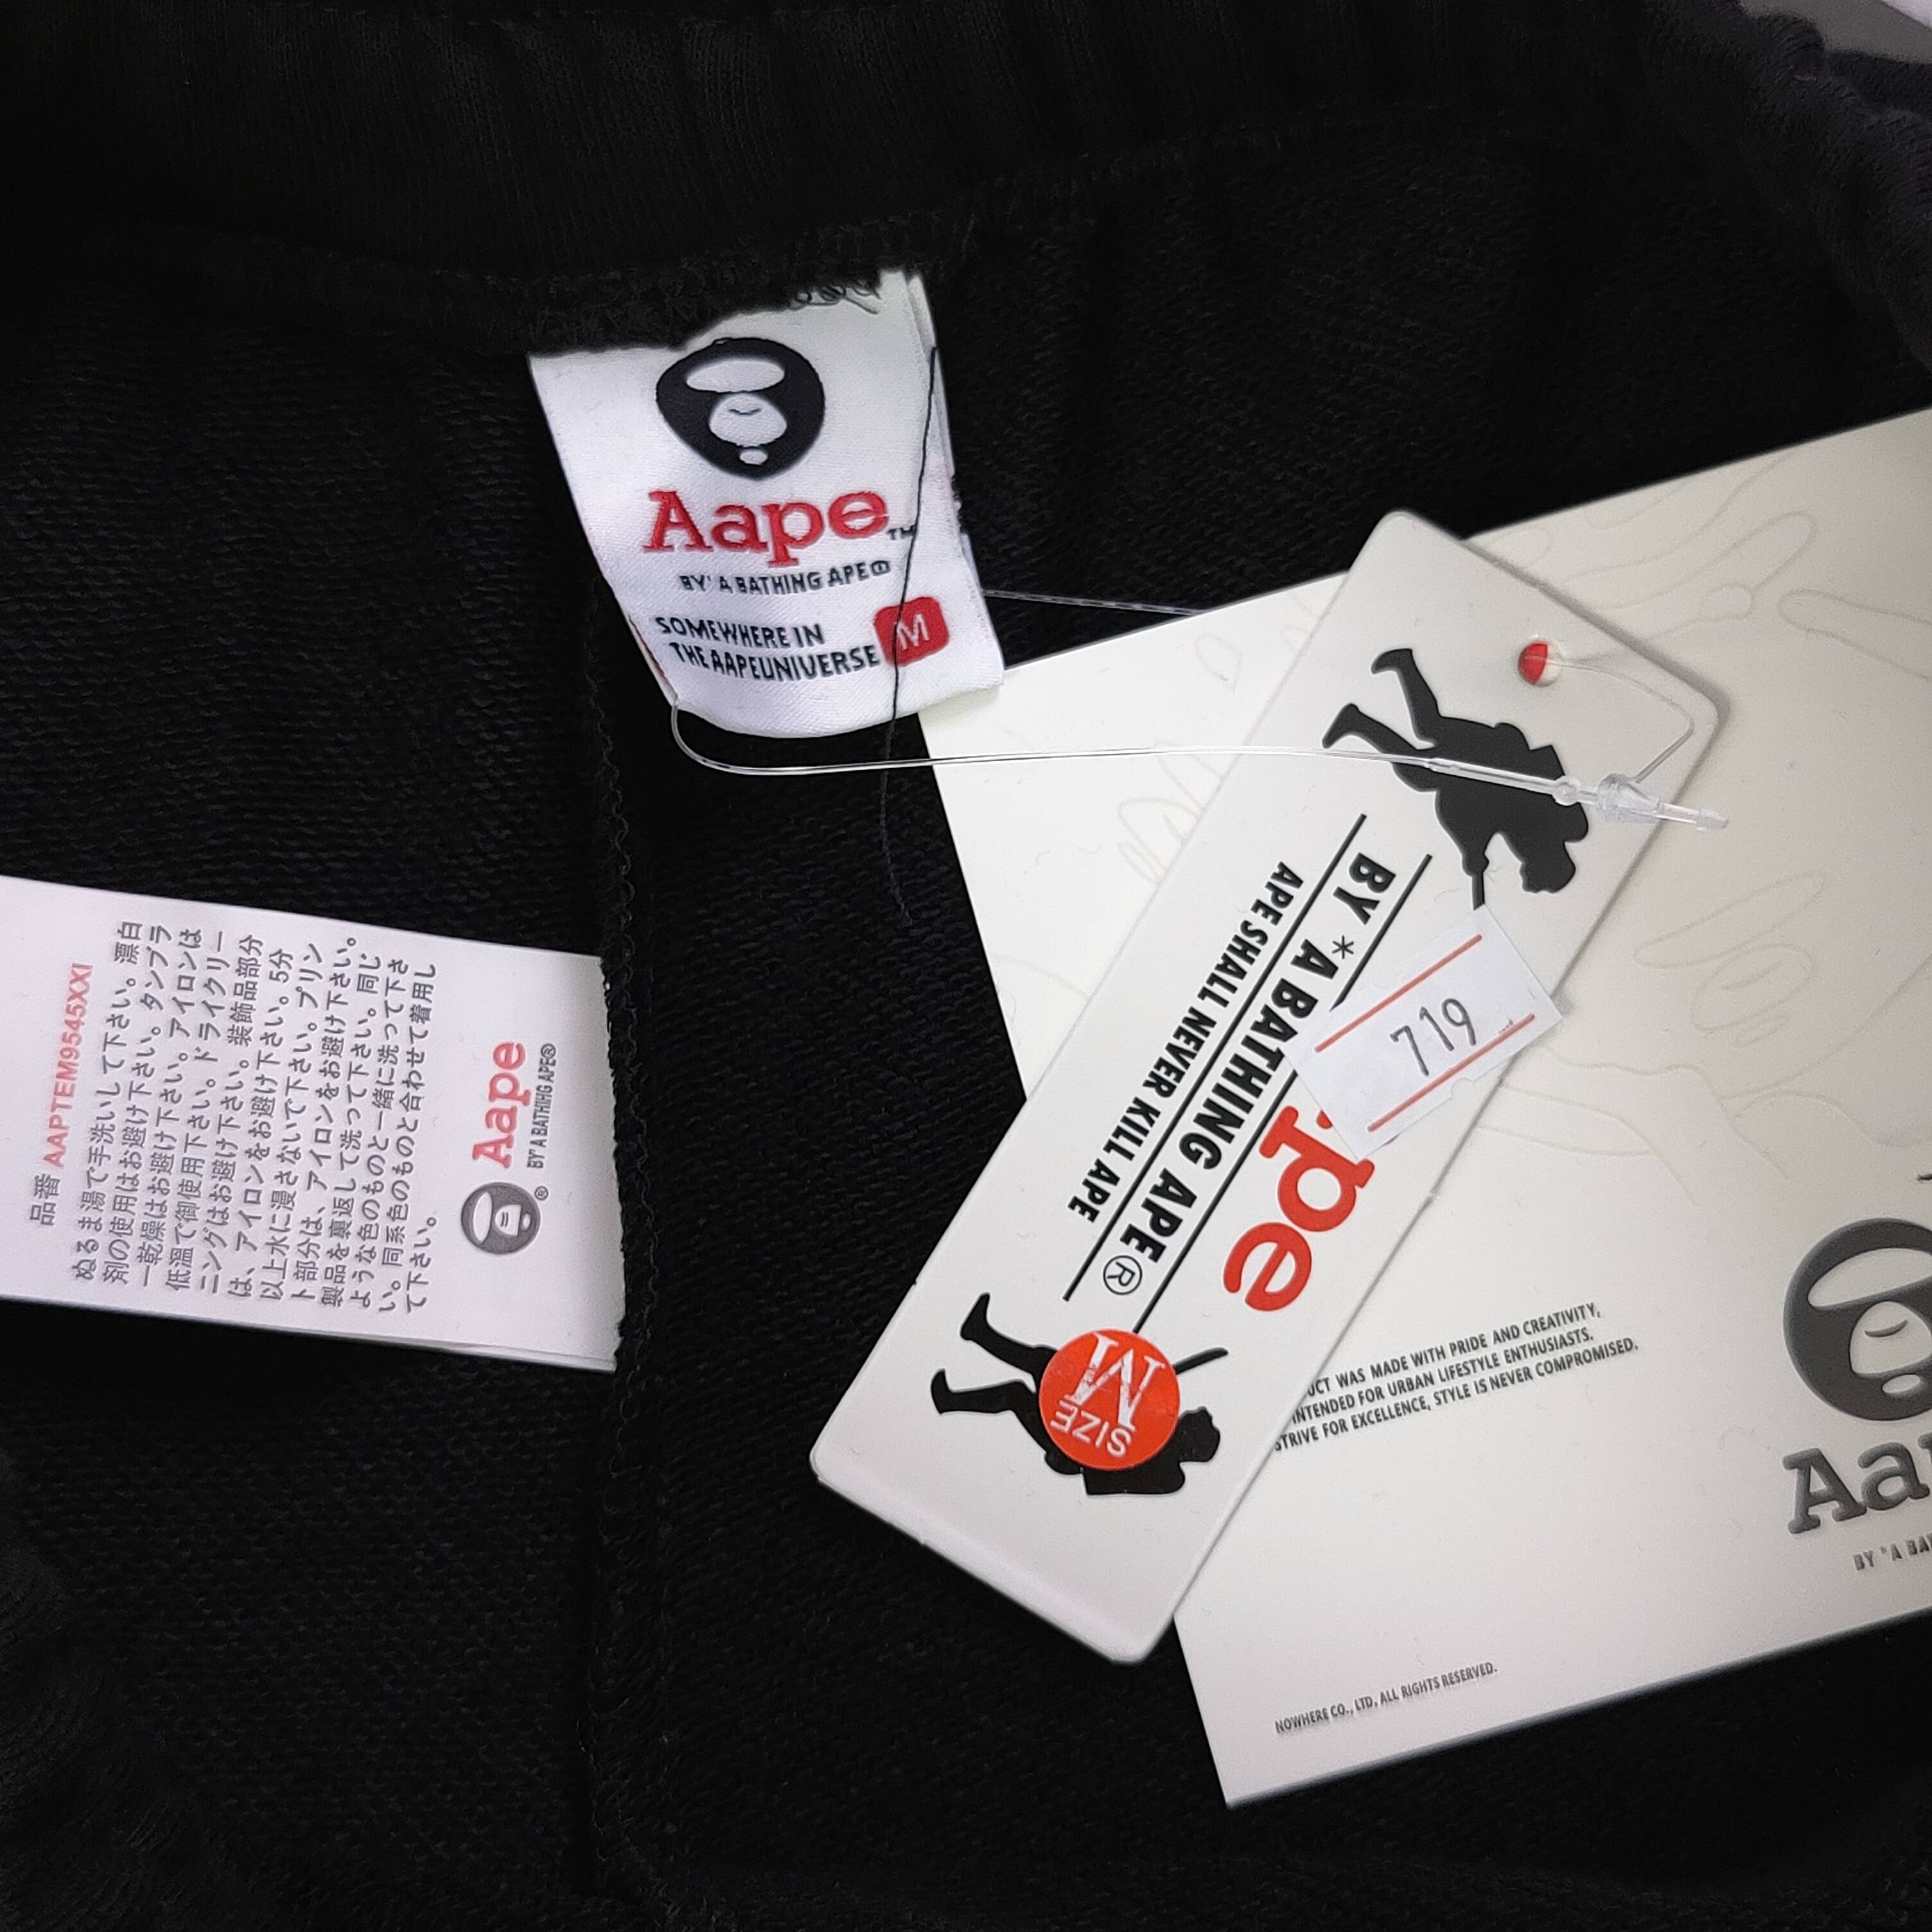 Aape™
BY*A BATHING APE®
SOMEWHERE IN
THE AAPEUNIVERSE
M
品番 AAPTEM9545XXI
ぬるま湯で手洗いして下さい。漂白
剤の使用はお避け下さい。タンブラ
ー乾燥はお避け下さい。アイロンは
低温で御使用下さい。ドライクリー
ニングはお避け下さい。装飾品部分
は、アイロンをお避け下さい。5分
以上水に漫さないで下さい。プリン
ト部分は、アイロンをお避け下さい。
製品を裏返して洗って下さい。同じ
ような色のものと一緒に洗って下さ
い。同系色のものと合わせて着用し
て下さい。
®
Aape
BY*A BATHIHG APE®
pe
BY*A BATHING APE®
APE SHALL NEVER KILL APE
719
SIZE
M
UCT WAS MADE WITH PRIDE AND CREATIVITY,
INTENDED FOR URBAN LIFESTYLE ENTHUSIASTS.
STRIVE FOR EXCELLENCE, STYLE IS NEVER COMPROMISED.
Aa
BY *A BA
NOWHERE CO., LTD, ALL RIGHTS RESERVED.